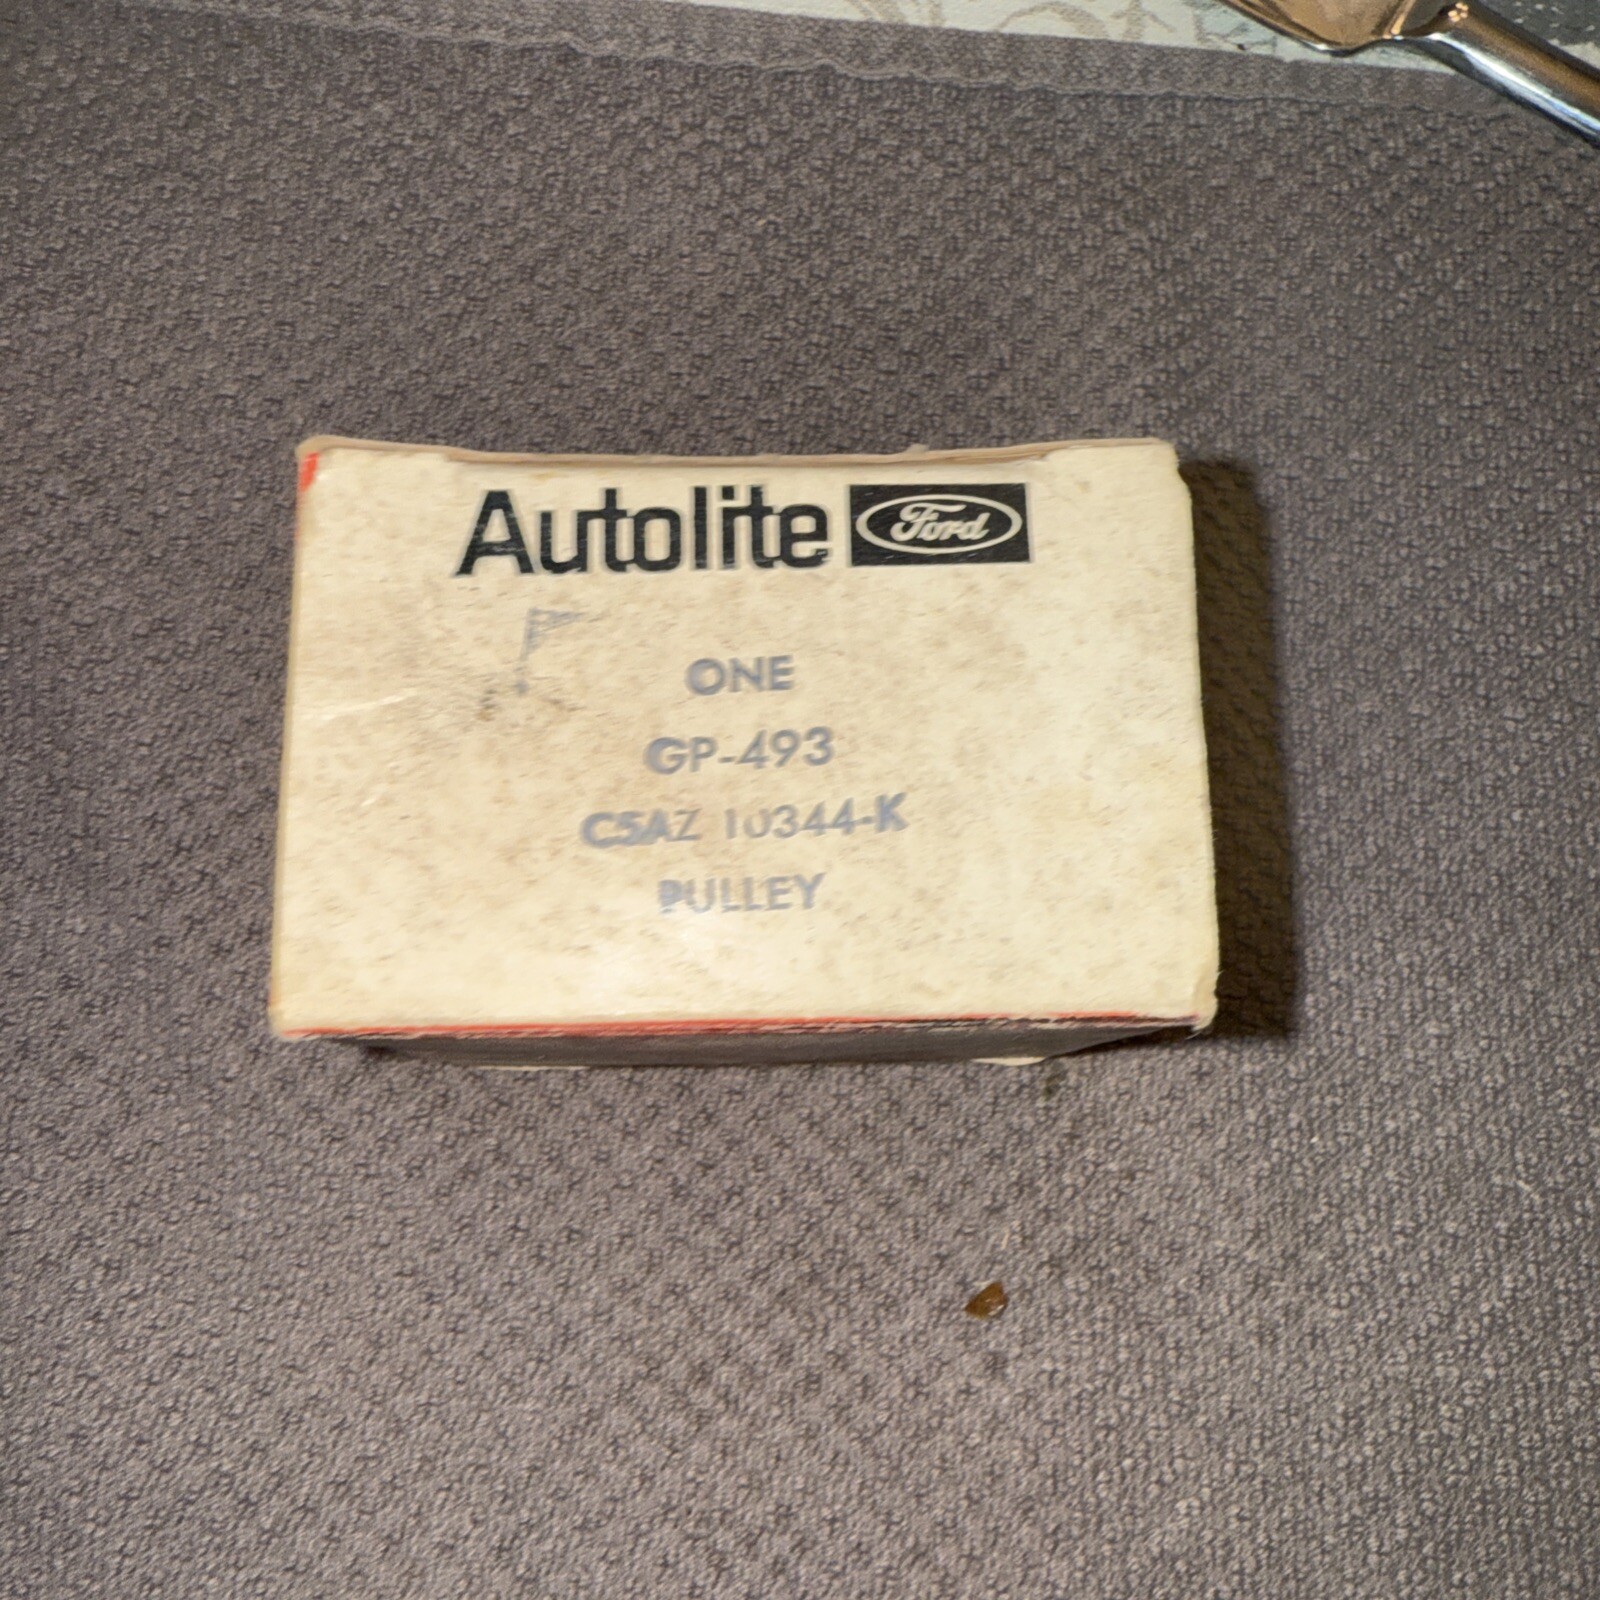 Autolite Ford
ONE
GP-493
C5AZ 10344-K
PULLEY